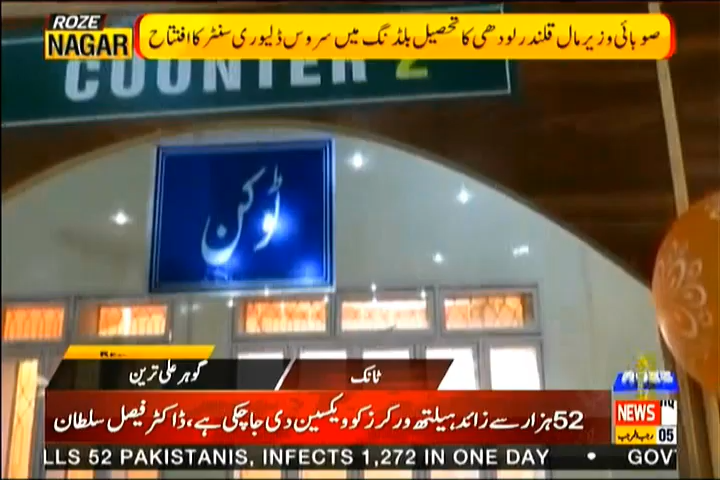 ROZE
NAGAR
صوبائی وزیر مال قلندر لودھی کا تحصیل بلڈنگ میں سروس ڈلیوری سنٹر کا افتتاح
COUNTER 2
ٹوکن
گوہر علی ترین
ٹانک
52 ہزار سے زائد ہیلتھ ورکرز کو ویکسین دی جا چکی ہے، ڈاکٹر فیصل سلطان
NEWS
05
LLS 52 PAKISTANIS, INFECTS 1,272 IN ONE DAY • GOV